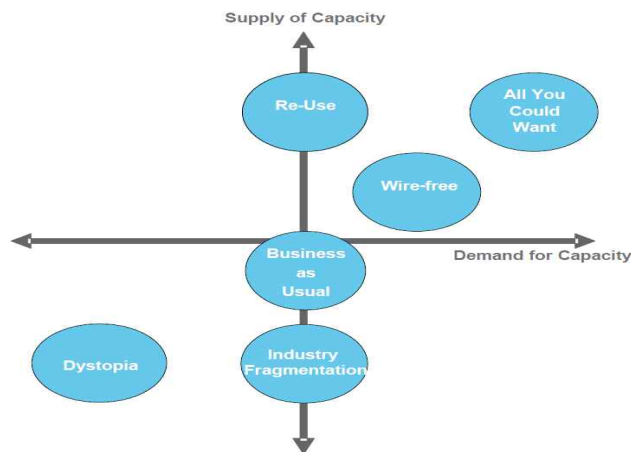 Supply of Capacity
Re-Use
All You
Could
Want
Wire-free
Demand for Capacity
Business
as
Usual
Dystopia
Industry
Fragmentation